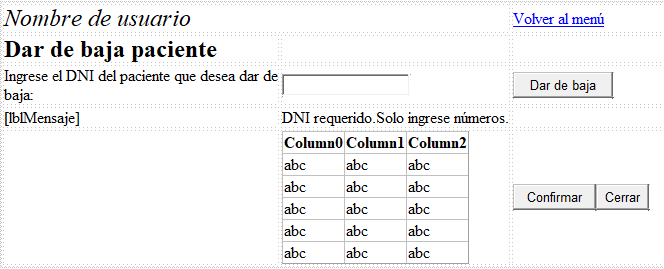 Nombre de usuario
Volver al menú
Dar de baja paciente
Ingrese el DNI del paciente que desea dar de
baja:
Dar de baja
[lblMensaje]
DNI requerido.Solo ingrese números.
Column0 Column1 Column2
abc abc abc
abc abc abc
abc abc abc
abc abc abc
abc abc abc
Confirmar Cerrar